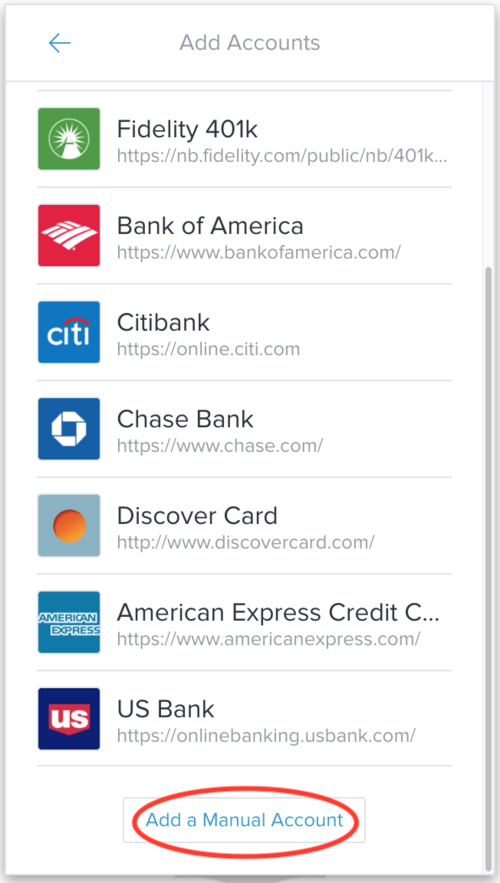 Add Accounts
Fidelity 401k
https://nb.fidelity.com/public/nb/401k...
Bank of America
https://www.bankofamerica.com/
citi
Citibank
https://online.citi.com
Chase Bank
https://www.chase.com/
Discover Card
http://www.discovercard.com/
AMERICAN
EXPRESS
American Express Credit C...
https://www.americanexpress.com/
us
US Bank
https://onlinebanking.usbank.com/
Add a Manual Account